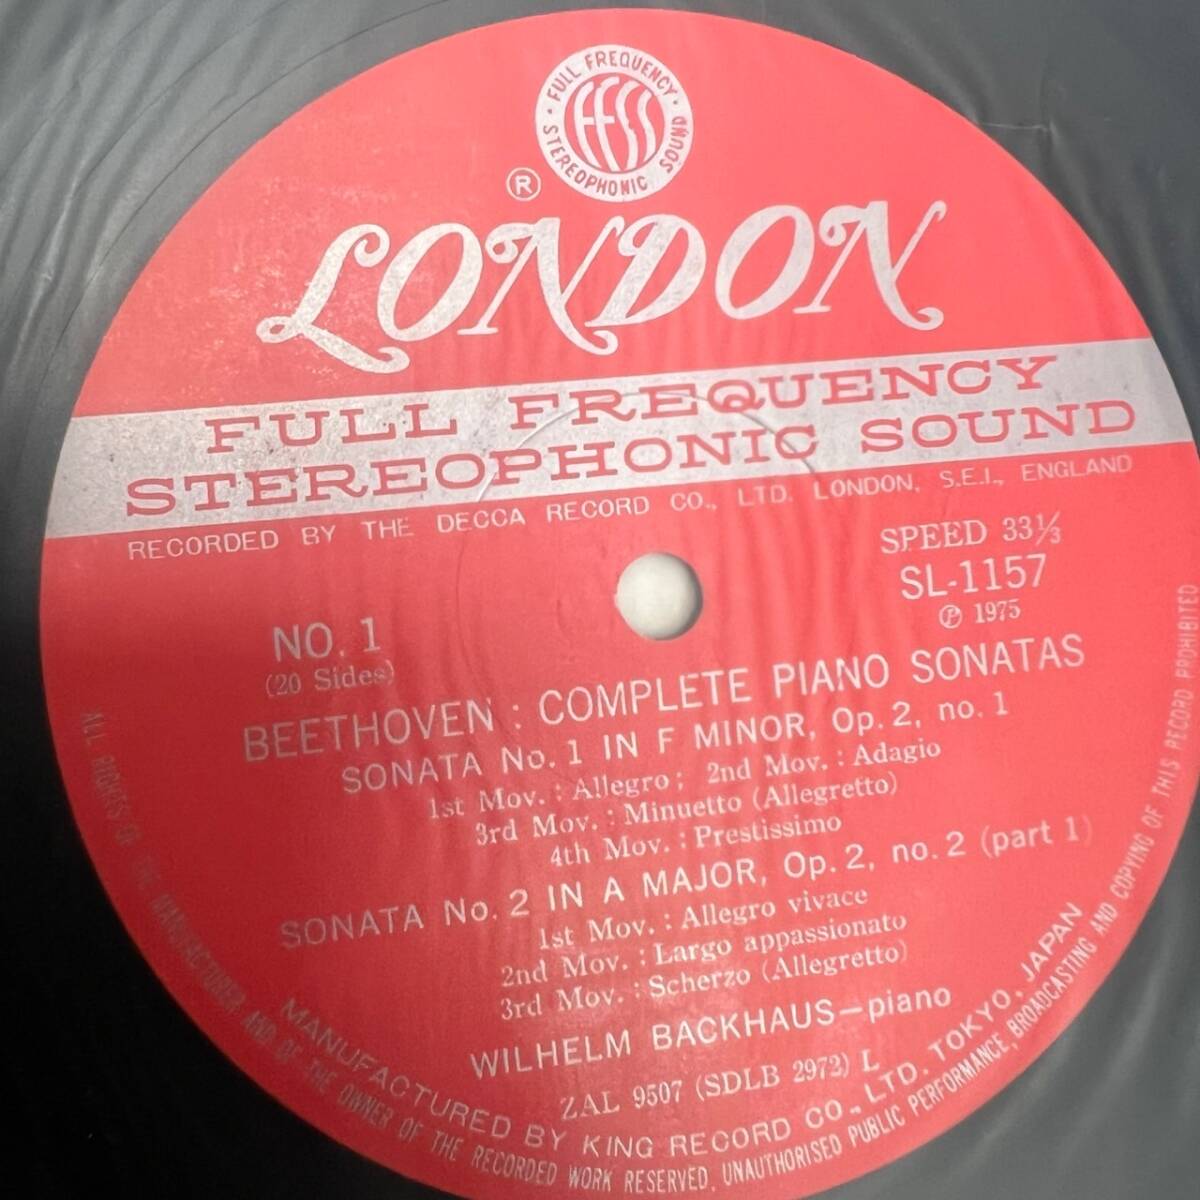 FULL FREQUENCY
STEREOPHONIC SOUND
ffss
®
LONDON
FULL FREQUENCY
STEREOPHONIC SOUND
RECORDED BY THE DECCA RECORD CO., LTD. LONDON, S.E.I., ENGLAND
SPEED 33⅓
SL-1157
℗ 1975
NO. 1
(20 Sides)
BEETHOVEN : COMPLETE PIANO SONATAS
SONATA No. 1 IN F MINOR, Op. 2, no. 1
1st Mov. : Allegro ; 2nd Mov. : Adagio
3rd Mov. : Minuetto (Allegretto)
4th Mov. : Prestissimo
SONATA No. 2 IN A MAJOR, Op. 2, no. 2 (part 1)
1st Mov. : Allegro vivace
2nd Mov. : Largo appassionato
3rd Mov. : Scherzo (Allegretto)
WILHELM BACKHAUS—piano
ZAL 9507 (SDLB 2972) L
MANUFACTURED BY KING RECORD CO., LTD. TOKYO, JAPAN
ALL RIGHTS OF THE MANUFACTURER AND OF THE OWNER OF THE RECORDED WORK RESERVED, UNAUTHORISED PUBLIC PERFORMANCE, BROADCASTING AND COPYING OF THIS RECORD PROHIBITED